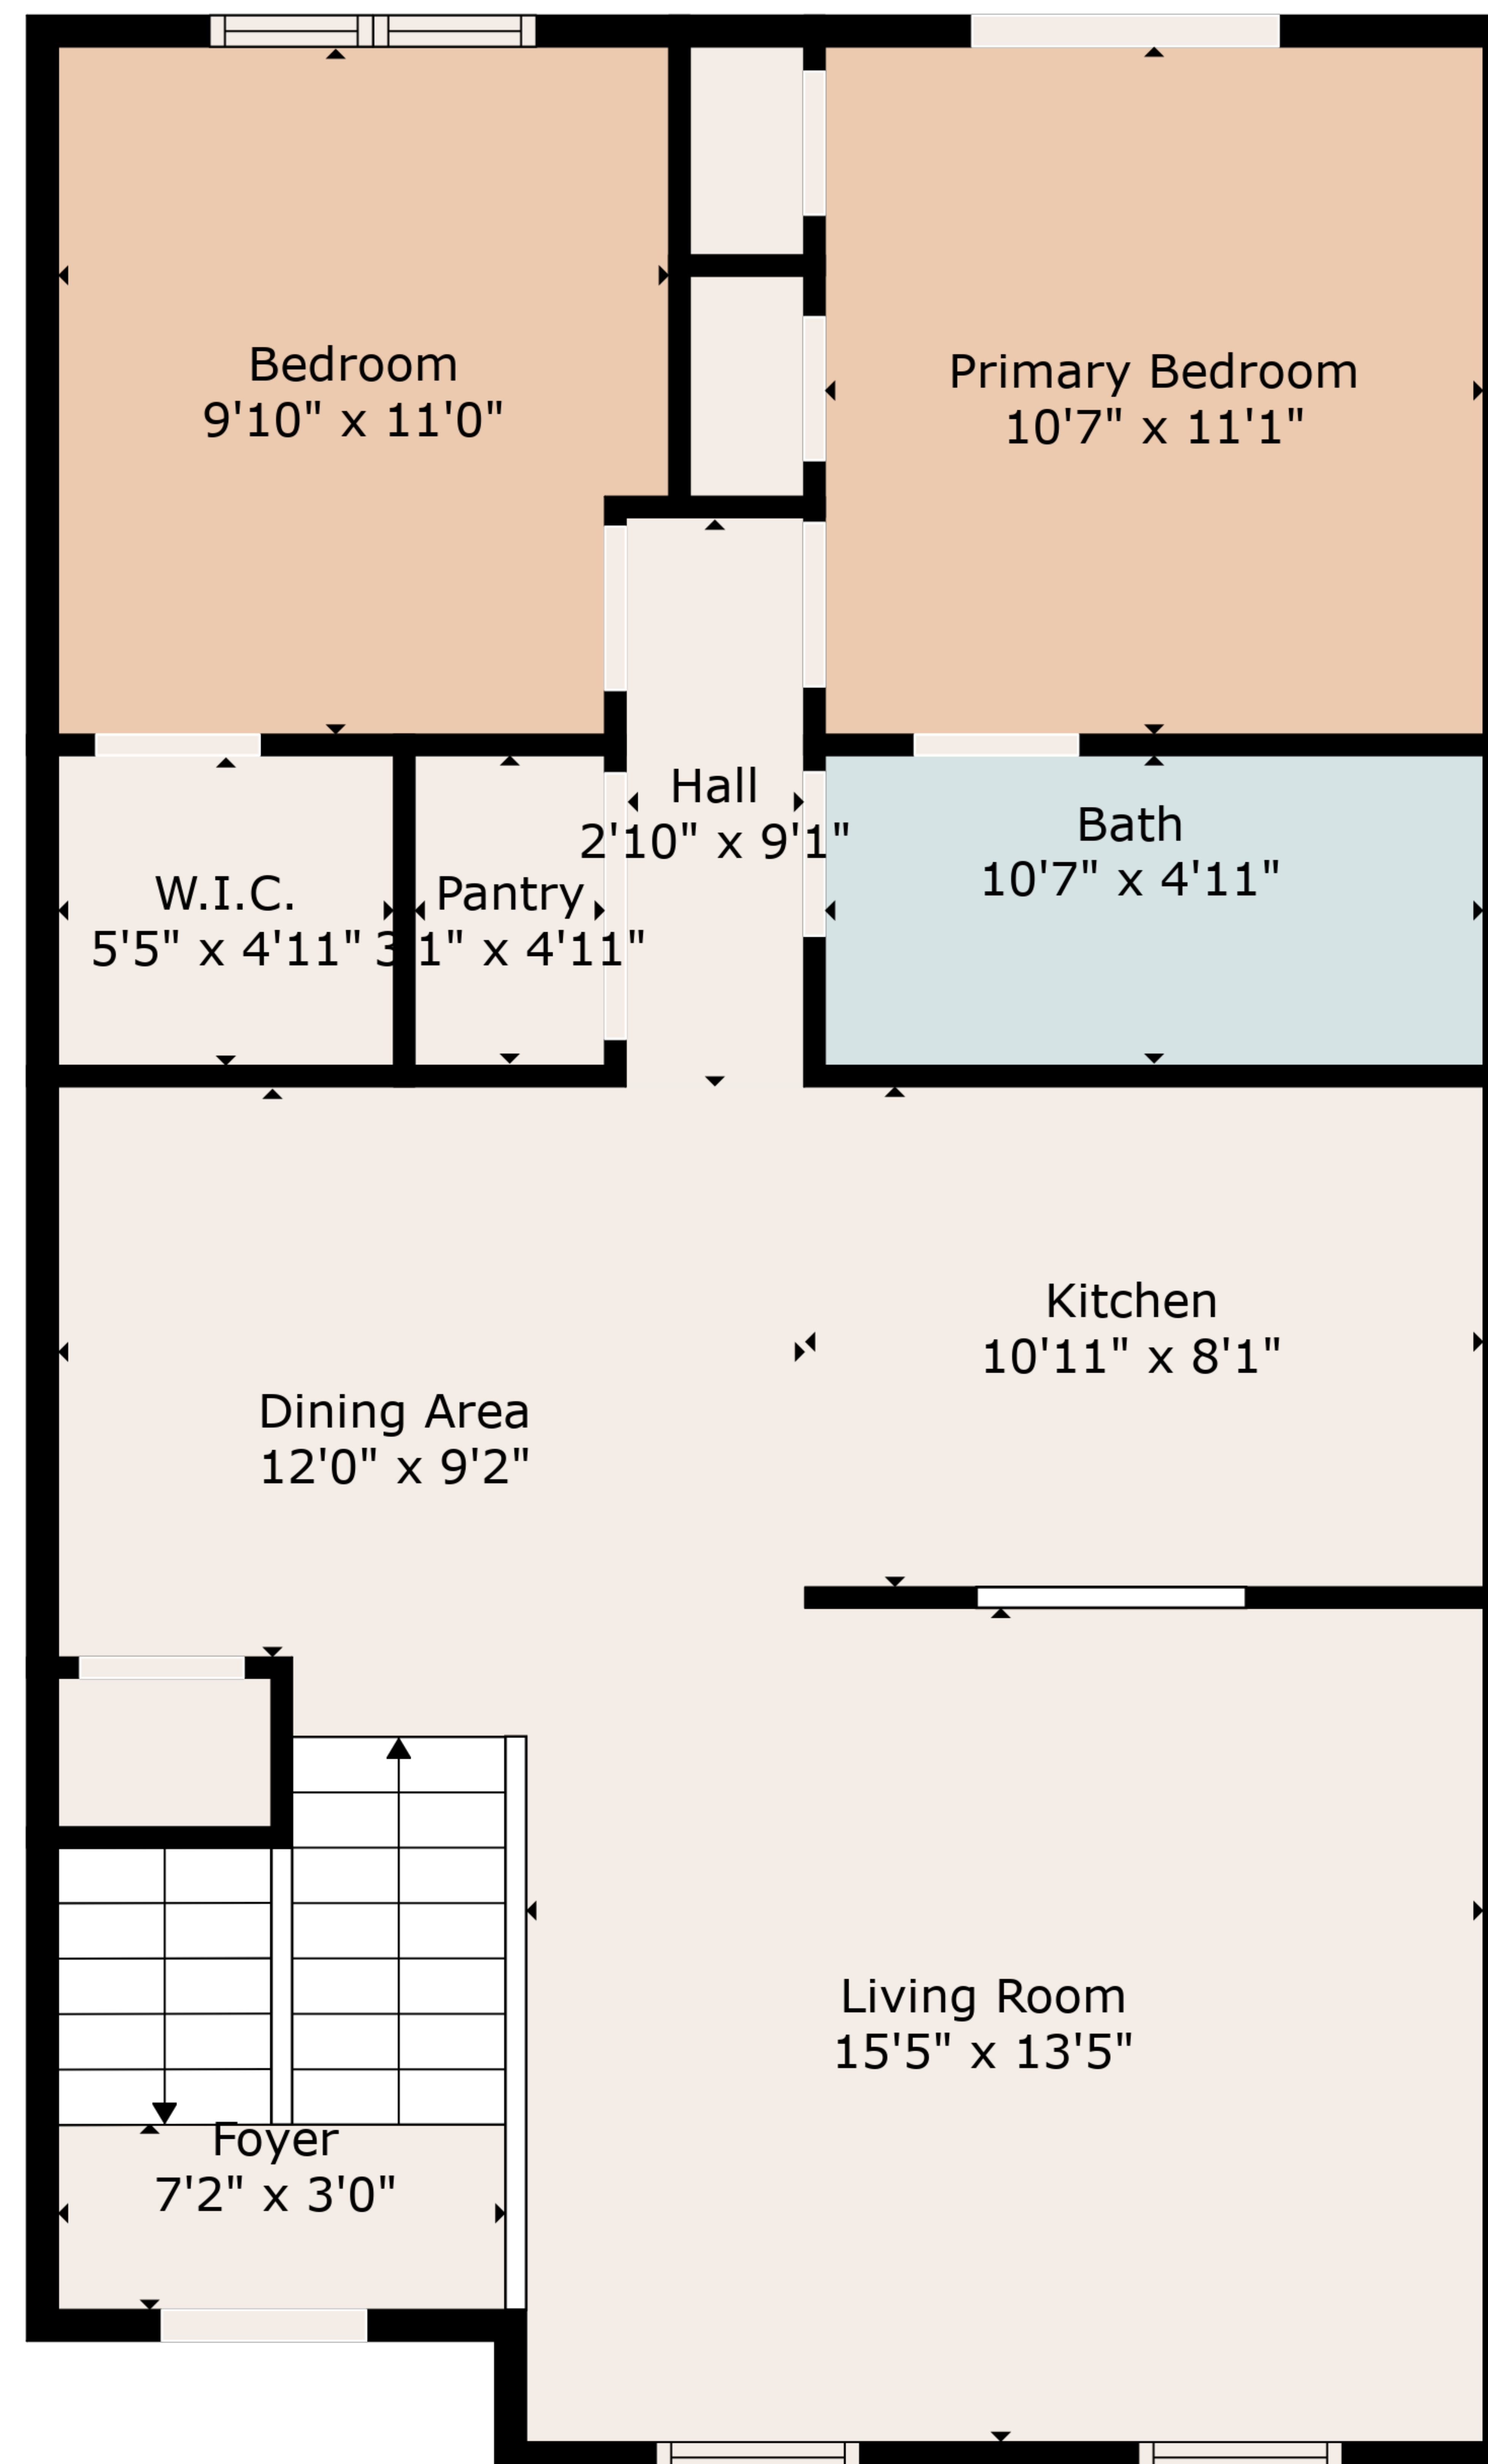 Bedroom
9'10" x 11'0"
Primary Bedroom
10'7" x 11'1"
Hall
2'10" x 9'1"
Bath
10'7" x 4'11"
W.I.C.
5'5" x 4'11"
Pantry
3'1" x 4'11"
Kitchen
10'11" x 8'1"
Dining Area
12'0" x 9'2"
Living Room
15'5" x 13'5"
Foyer
7'2" x 3'0"